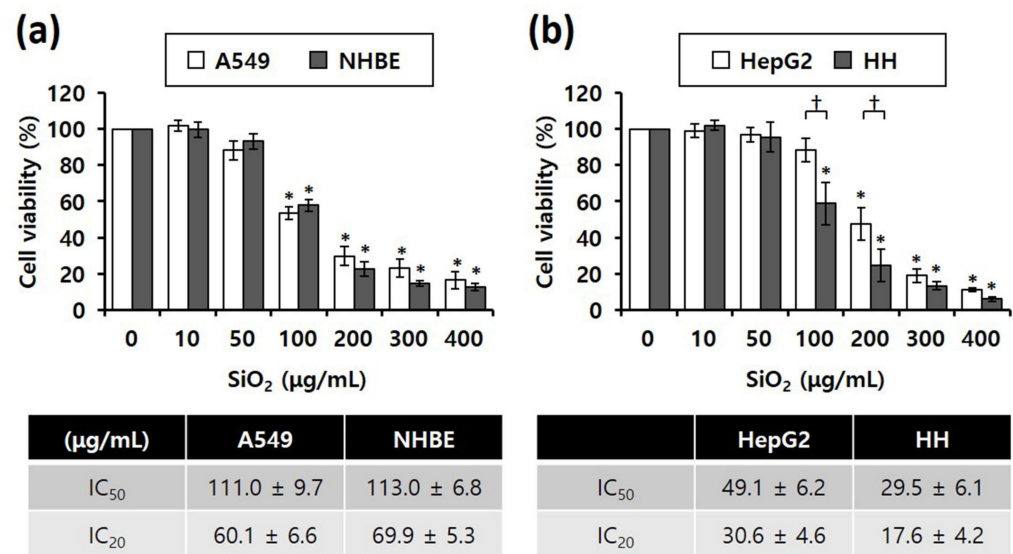 (a)
A549 NHBE
Cell viability (%)
120
100
80
60
40
20
0
* * * * * * * *
0 10 50 100 200 300 400
SiO₂ (μg/mL)
(μg/mL) A549 NHBE
IC₅₀ 111.0 ± 9.7 113.0 ± 6.8
IC₂₀ 60.1 ± 6.6 69.9 ± 5.3
(b)
HepG2 HH
Cell viability (%)
120
100
80
60
40
20
0
† †
* * * * * * *
0 10 50 100 200 300 400
SiO₂ (μg/mL)
HepG2 HH
IC₅₀ 49.1 ± 6.2 29.5 ± 6.1
IC₂₀ 30.6 ± 4.6 17.6 ± 4.2